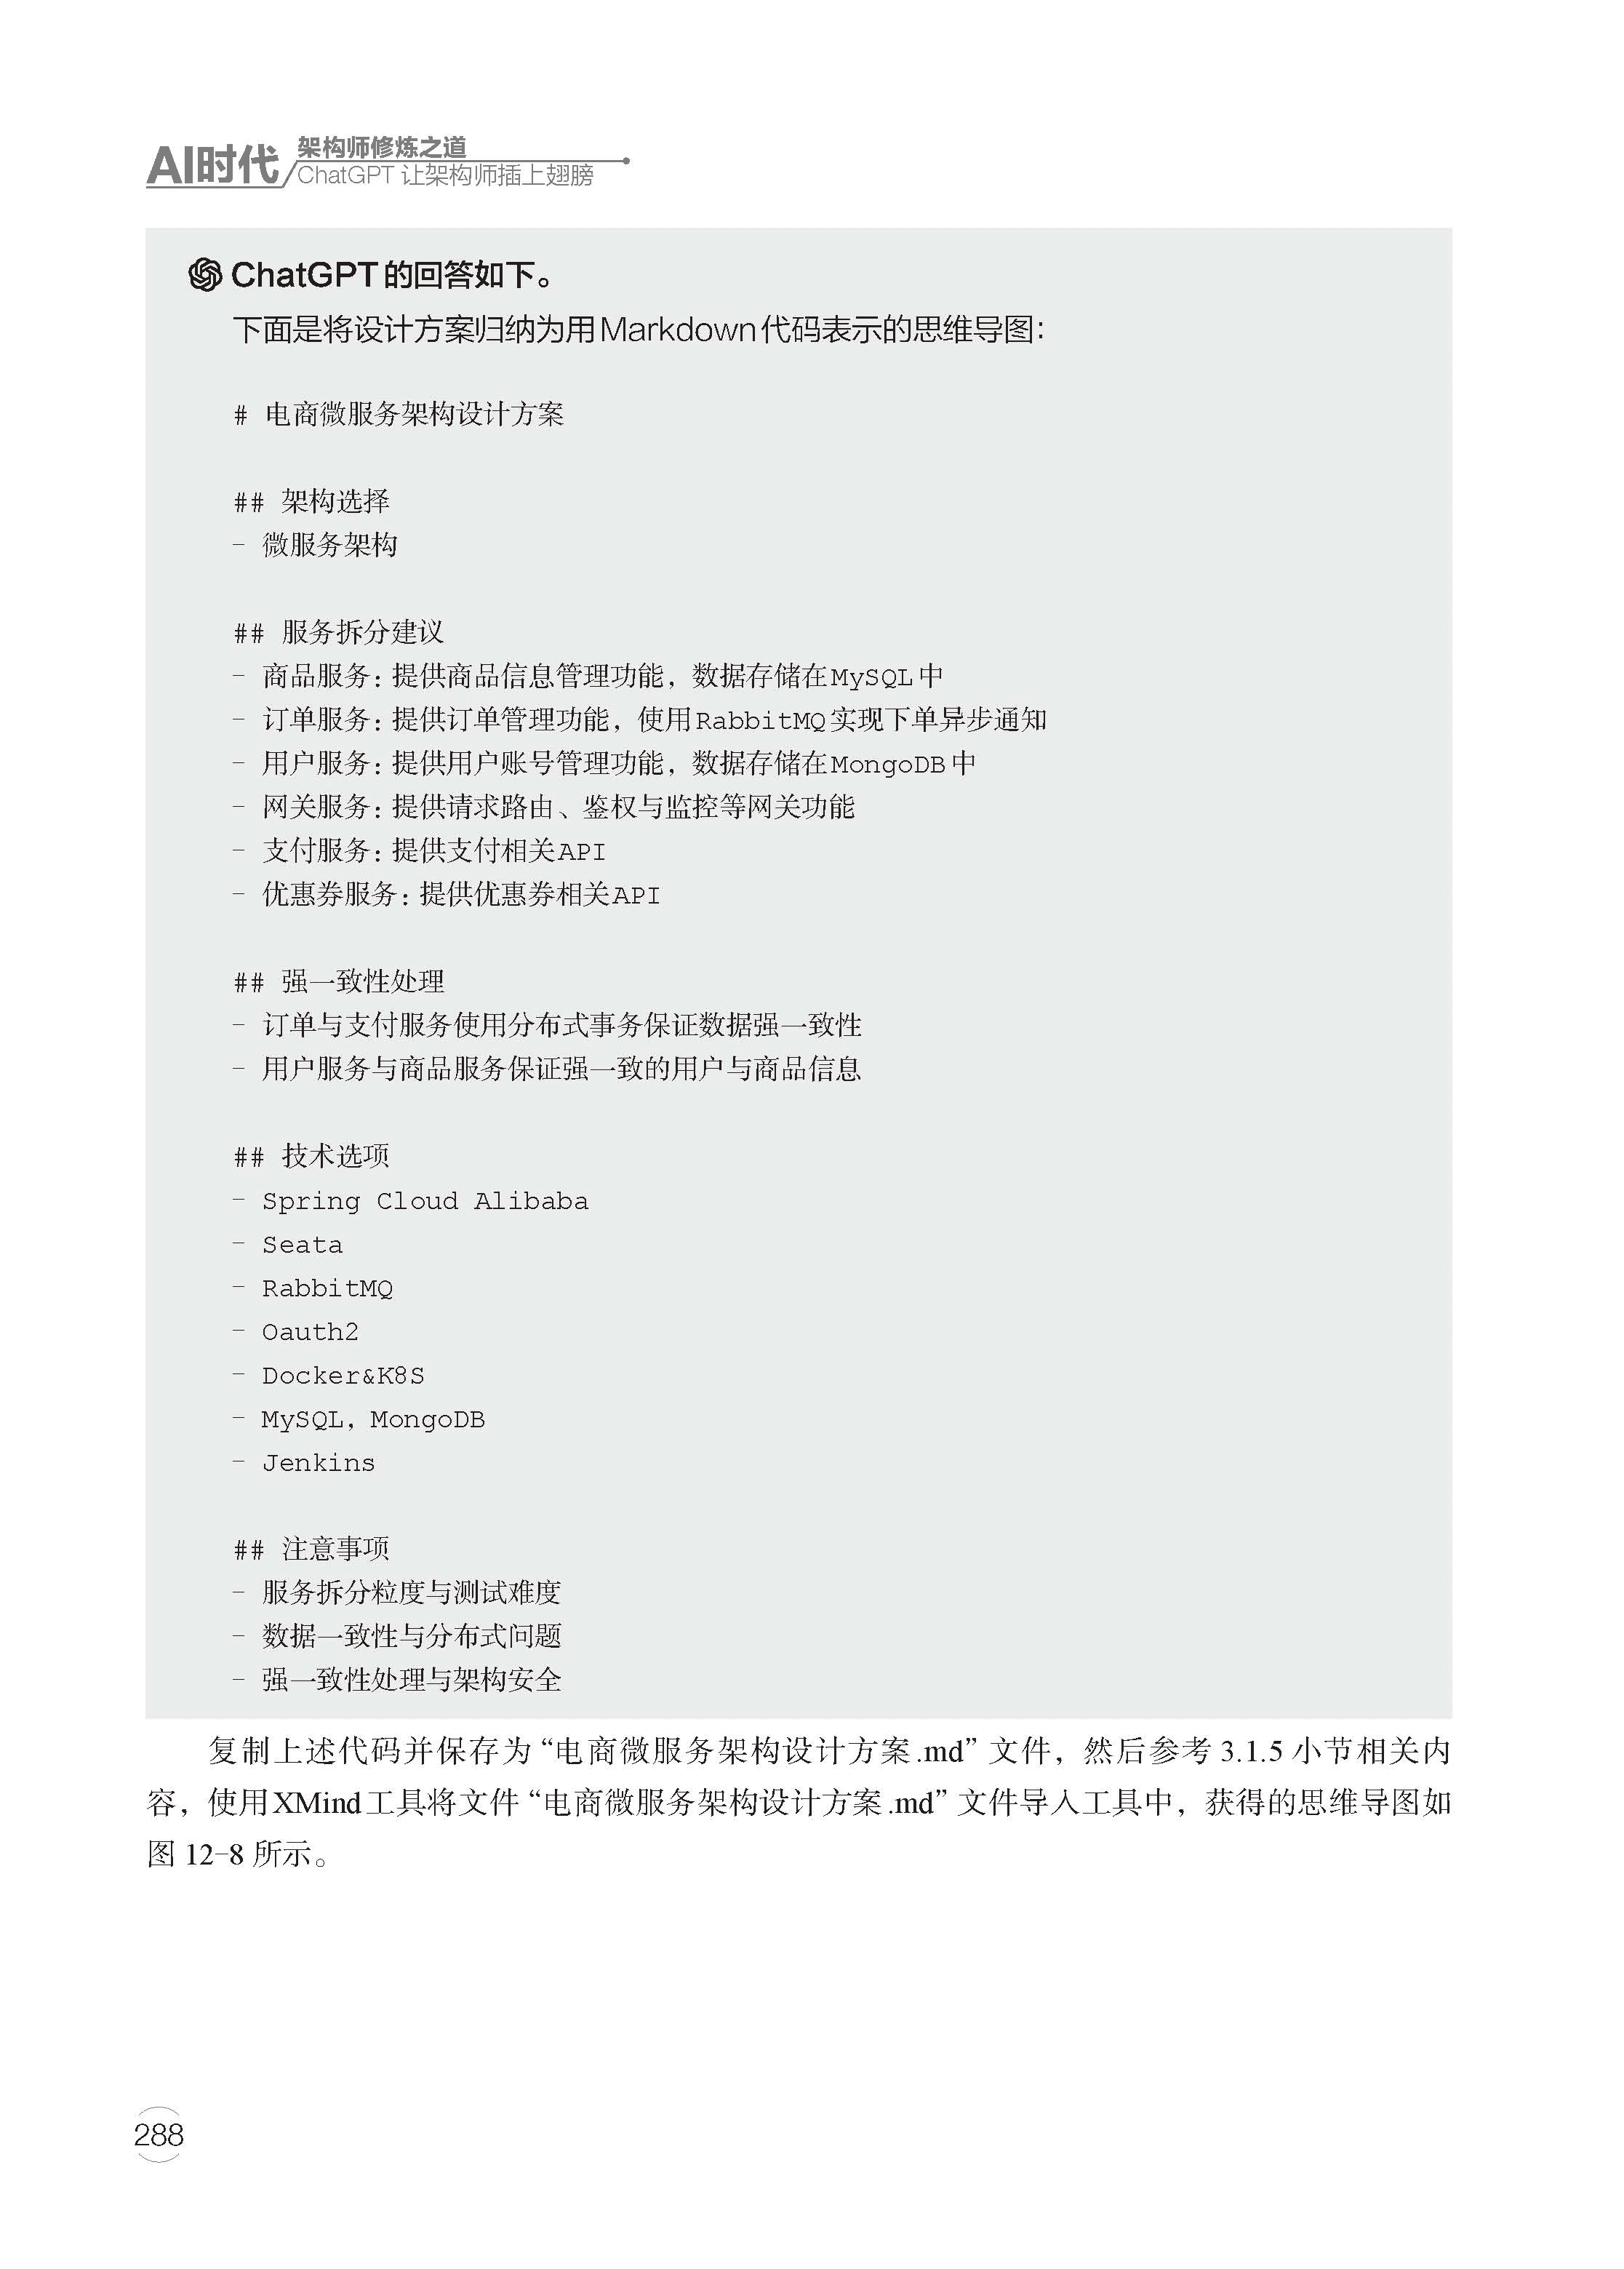 AI时代
架构师修炼之道
ChatGPT 让架构师插上翅膀
ChatGPT的回答如下。
下面是将设计方案归纳为用Markdown代码表示的思维导图：
# 电商微服务架构设计方案
## 架构选择
- 微服务架构
## 服务拆分建议
- 商品服务：提供商品信息管理功能，数据存储在MySQL中
- 订单服务：提供订单管理功能，使用RabbitMQ实现下单异步通知
- 用户服务：提供用户账号管理功能，数据存储在MongoDB中
- 网关服务：提供请求路由、鉴权与监控等网关功能
- 支付服务：提供支付相关API
- 优惠券服务：提供优惠券相关API
## 强一致性处理
- 订单与支付服务使用分布式事务保证数据强一致性
- 用户服务与商品服务保证强一致的用户与商品信息
## 技术选项
- Spring Cloud Alibaba
- Seata
- RabbitMQ
- Oauth2
- Docker&K8S
- MySQL，MongoDB
- Jenkins
## 注意事项
- 服务拆分粒度与测试难度
- 数据一致性与分布式问题
- 强一致性处理与架构安全
复制上述代码并保存为“电商微服务架构设计方案.md”文件，然后参考3.1.5小节相关内
容，使用XMind工具将文件“电商微服务架构设计方案.md”文件导入工具中，获得的思维导图如
图 12-8 所示。
288